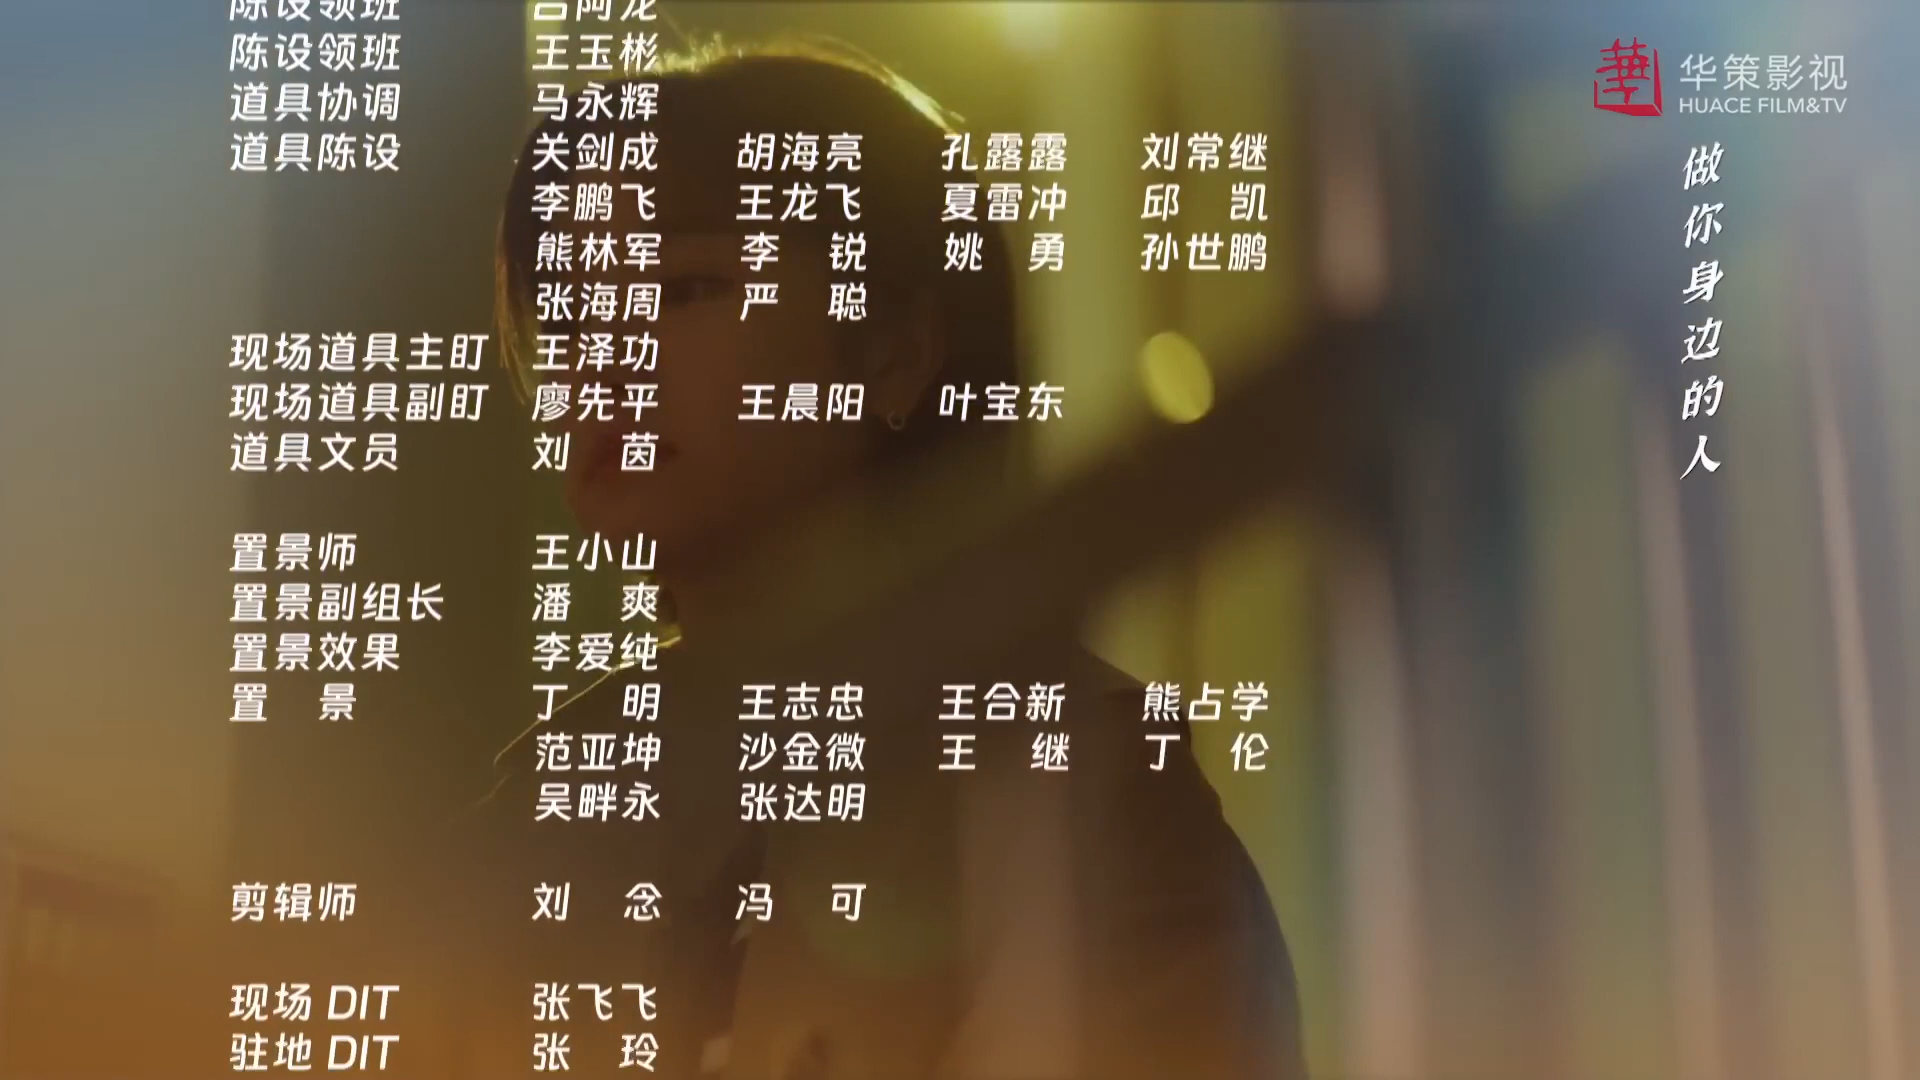 陈设领班 吕阿龙
陈设领班 王玉彬
道具协调 马永辉
道具陈设 关剑成 胡海亮 孔露露 刘常继
李鹏飞 王龙飞 夏雷冲 邱 凯
熊林军 李 锐 姚 勇 孙世鹏
张海周 严 聪
现场道具主盯 王泽功
现场道具副盯 廖先平 王晨阳 叶宝东
道具文员 刘 茵
置景师 王小山
置景副组长 潘 爽
置景效果 李爱纯
置 景 丁 明 王志忠 王合新 熊占学
范亚坤 沙金微 王 继 丁 伦
吴畔永 张达明
剪辑师 刘 念 冯 可
现场 DIT 张飞飞
驻地 DIT 张 玲
華 华策影视
HUACE FILM&TV
做你身边的人